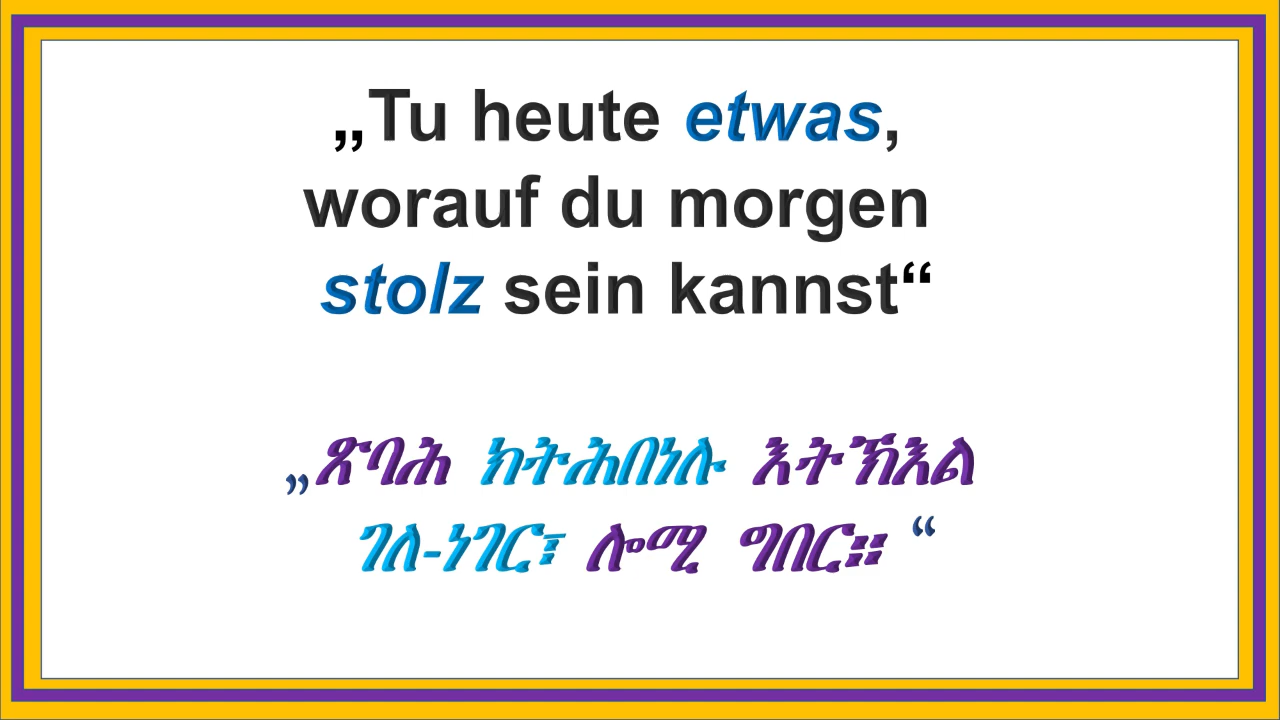 „Tu heute etwas,
worauf du morgen
stolz sein kannst“
„ጽባሕ ክትሕበነሉ እትኽእል
ገለ-ነገር፣ ሎሚ ግበር። “